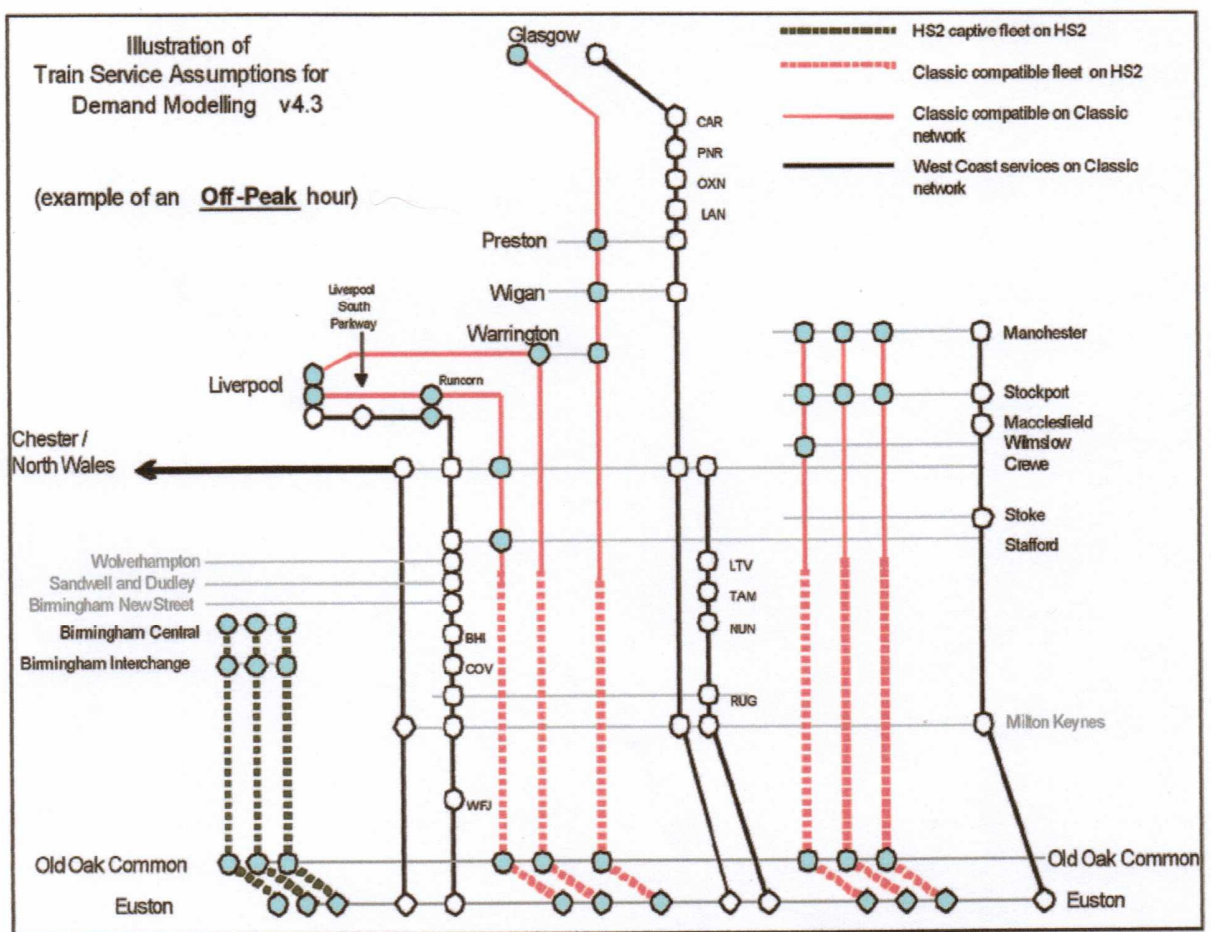 Illustration of
Train Service Assumptions for
Demand Modelling v4.3
(example of an Off-Peak hour)
HS2 captive fleet on HS2
Classic compatible fleet on HS2
Classic compatible on Classic
network
West Coast services on Classic
network
Glasgow
CAR
PNR
OXN
LAN
Preston
Wigan
Warrington
Liverpool
South
Parkway
Liverpool
Runcorn
Chester /
North Wales
Manchester
Stockport
Macclesfield
Wilmslow
Crewe
Stoke
Stafford
Wolverhampton
Sandwell and Dudley
Birmingham New Street
Birmingham Central
Birmingham Interchange
BHI
COV
WFJ
LTV
TAM
NUN
RUG
Milton Keynes
Old Oak Common
Old Oak Common
Euston
Euston